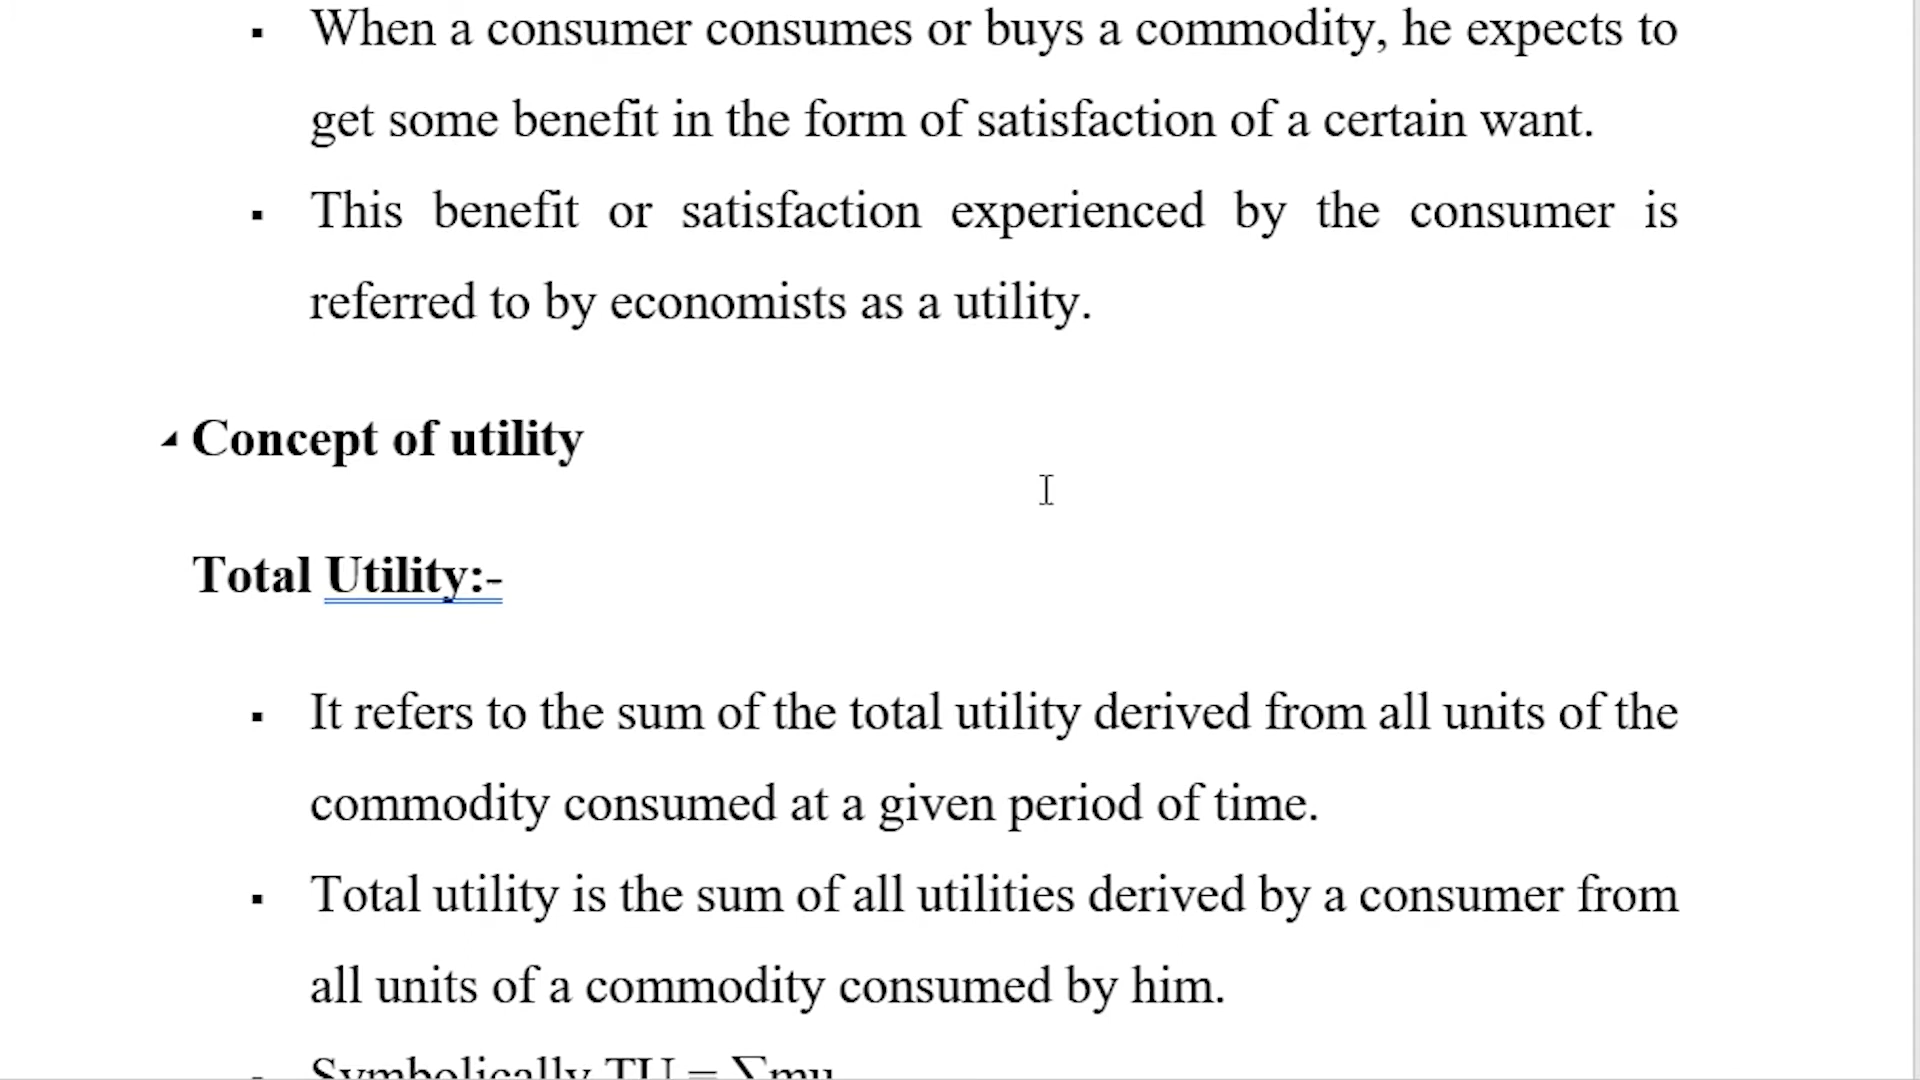 ▪ When a consumer consumes or buys a commodity, he expects to
get some benefit in the form of satisfaction of a certain want.
▪ This benefit or satisfaction experienced by the consumer is
referred to by economists as a utility.
Concept of utility
Total Utility:-
▪ It refers to the sum of the total utility derived from all units of the
commodity consumed at a given period of time.
▪ Total utility is the sum of all utilities derived by a consumer from
all units of a commodity consumed by him.
▪ Symbolically TU = ∑mu